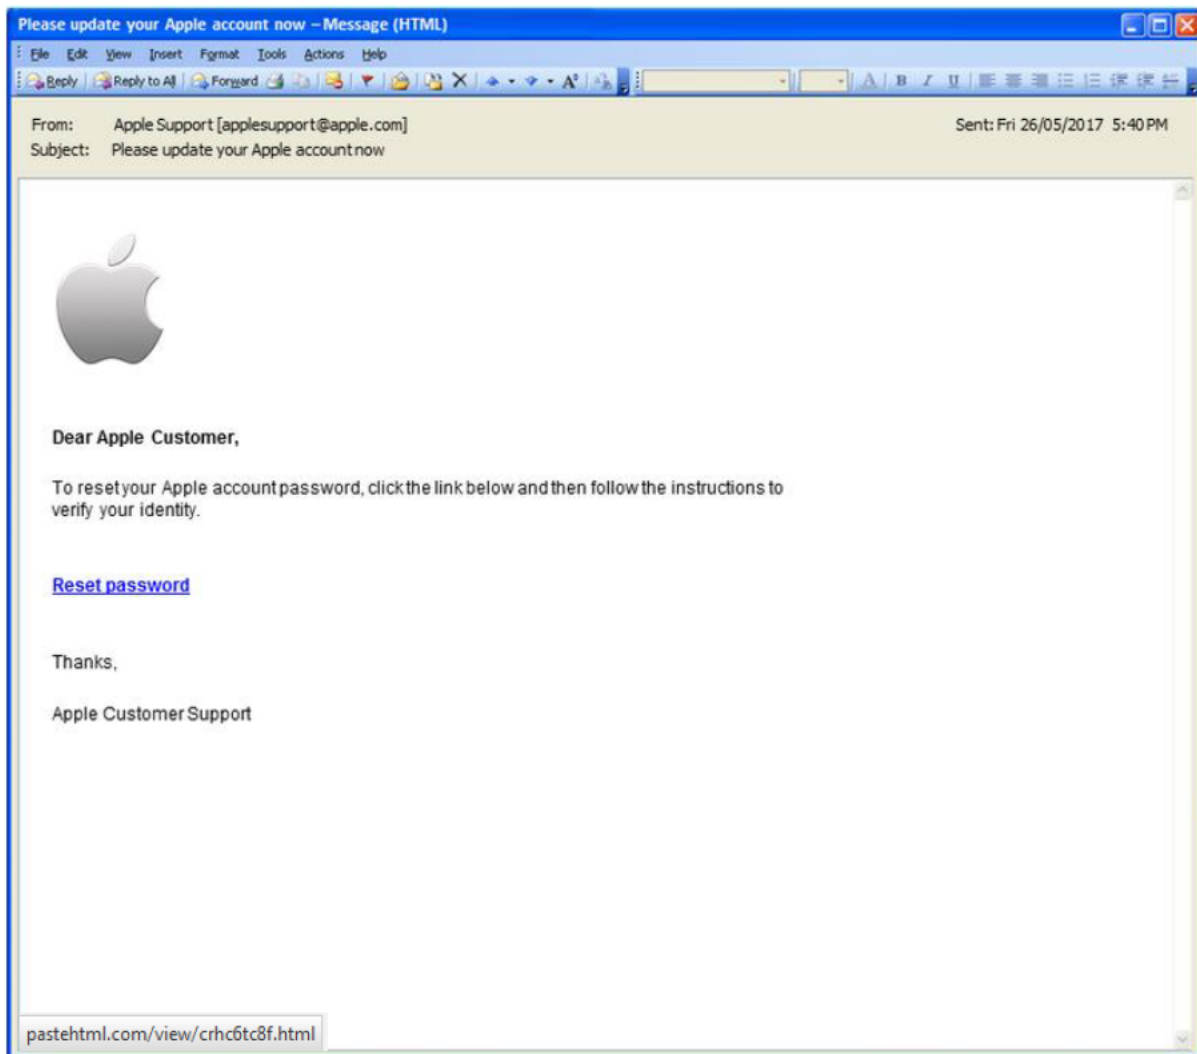 Please update your Apple account now – Message (HTML)
File Edit View Insert Format Tools Actions Help
Reply Reply to All Forward A B I U
From: Apple Support [applesupport@apple.com] Sent: Fri 26/05/2017 5:40 PM
Subject: Please update your Apple account now
Dear Apple Customer,
To reset your Apple account password, click the link below and then follow the instructions to
verify your identity.
Reset password
Thanks,
Apple Customer Support
pastehtml.com/view/crhc6tc8f.html